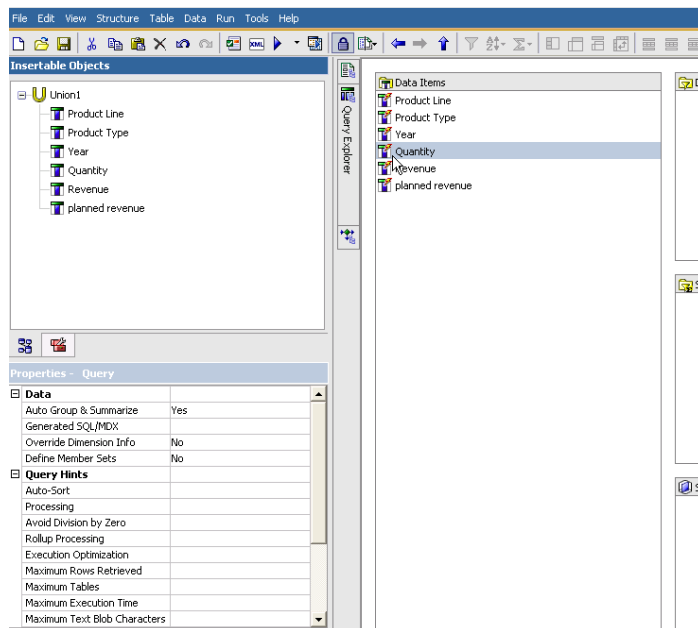 File Edit View Structure Table Data Run Tools Help
XML
Insertable Objects
Union1
Product Line
Product Type
Year
Quantity
Revenue
planned revenue
Query Explorer
Data Items
Product Line
Product Type
Year
Quantity
Revenue
planned revenue
Properties - Query
Data
Auto Group & Summarize Yes
Generated SQL/MDX
Override Dimension Info No
Define Member Sets No
Query Hints
Auto-Sort
Processing
Avoid Division by Zero
Rollup Processing
Execution Optimization
Maximum Rows Retrieved
Maximum Tables
Maximum Execution Time
Maximum Text Blob Characters